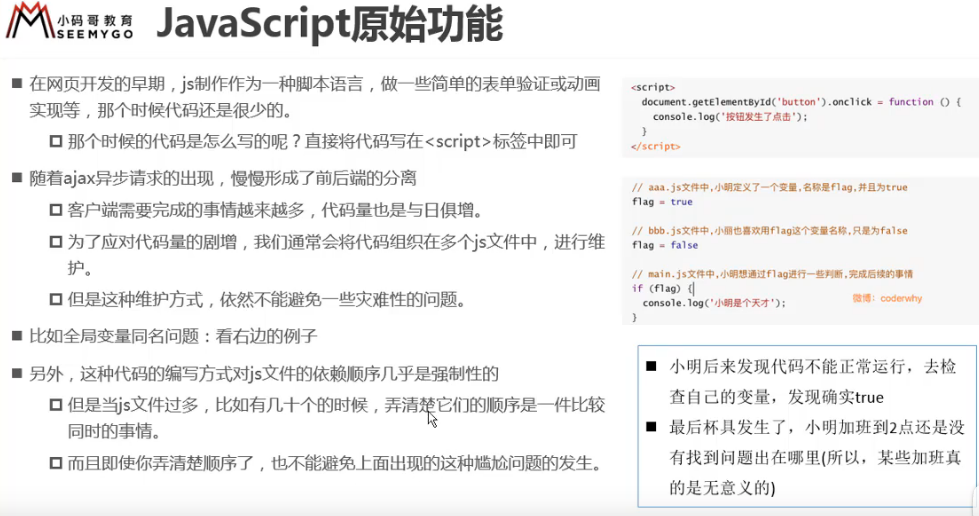 小码哥教育
SEEMYGO
JavaScript原始功能
在网页开发的早期，js制作作为一种脚本语言，做一些简单的表单验证或动画
实现等，那个时候代码还是很少的。
那个时候的代码是怎么写的呢？直接将代码写在<script>标签中即可
随着ajax异步请求的出现，慢慢形成了前后端的分离
客户端需要完成的事情越来越多，代码量也是与日俱增。
为了应对代码量的剧增，我们通常会将代码组织在多个js文件中，进行维
护。
但是这种维护方式，依然不能避免一些灾难性的问题。
比如全局变量同名问题：看右边的例子
另外，这种代码的编写方式对js文件的依赖顺序几乎是强制性的
但是当js文件过多，比如有几十个的时候，弄清楚它们的顺序是一件比较
同时的事情。
而且即使你弄清楚顺序了，也不能避免上面出现的这种尴尬问题的发生。
<script>
document.getElementById('button').onclick = function () {
console.log('按钮发生了点击');
}
</script>
// aaa.js文件中,小明定义了一个变量,名称是flag,并且为true
flag = true
// bbb.js文件中,小丽也喜欢用flag这个变量名称,只是为false
flag = false
// main.js文件中,小明想通过flag进行一些判断,完成后续的事情
if (flag) {
console.log('小明是个天才');
}
微博：coderwhy
小明后来发现代码不能正常运行，去检
查自己的变量，发现确实true
最后杯具发生了，小明加班到2点还是没
有找到问题出在哪里(所以，某些加班真
的是无意义的)